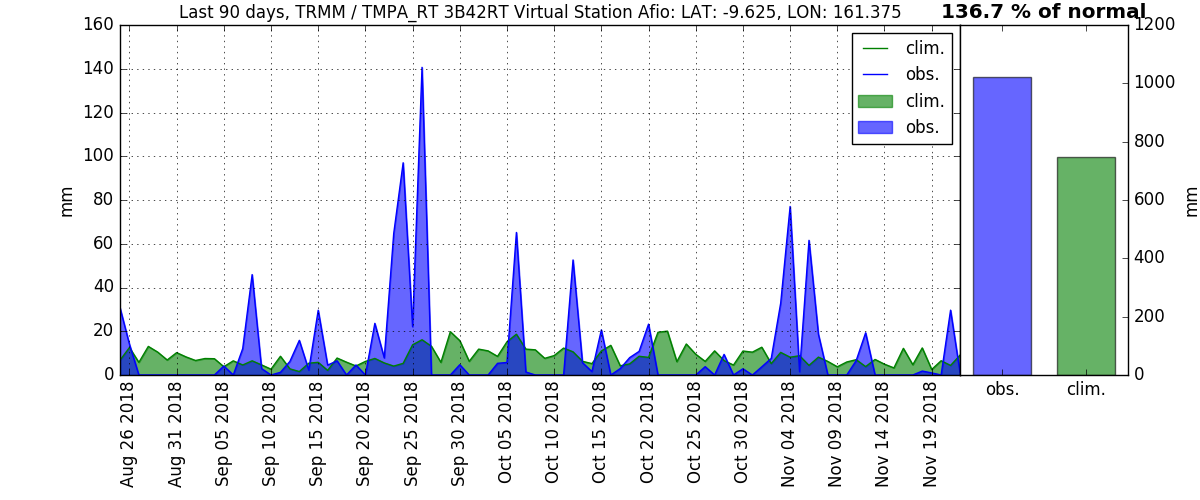 Last 90 days, TRMM / TMPA_RT 3B42RT Virtual Station Afio: LAT: -9.625, LON: 161.375
136.7 % of normal
160
140
120
100
80
60
40
20
0
mm
clim.
obs.
clim.
obs.
1200
1000
800
600
400
200
0
mm
obs.
clim.
Aug 26 2018
Aug 31 2018
Sep 05 2018
Sep 10 2018
Sep 15 2018
Sep 20 2018
Sep 25 2018
Sep 30 2018
Oct 05 2018
Oct 10 2018
Oct 15 2018
Oct 20 2018
Oct 25 2018
Oct 30 2018
Nov 04 2018
Nov 09 2018
Nov 14 2018
Nov 19 2018